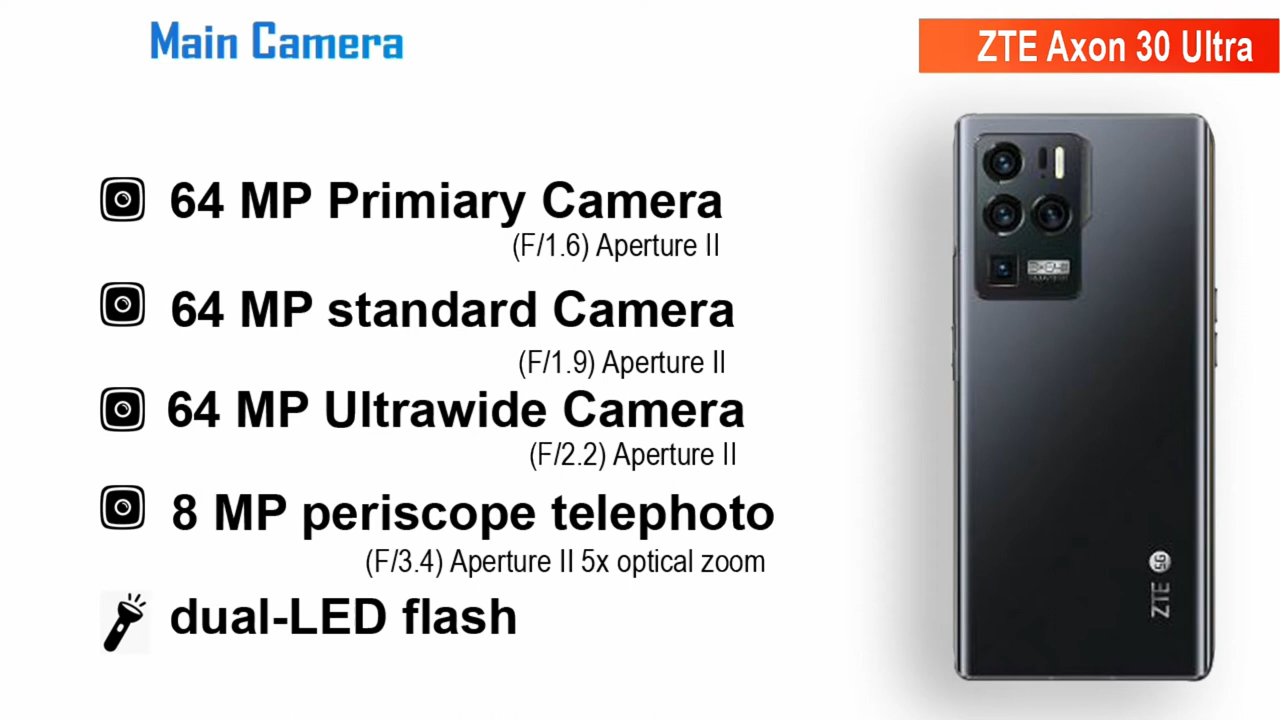 Main Camera
ZTE Axon 30 Ultra
64 MP Primiary Camera
(F/1.6) Aperture II
64 MP standard Camera
(F/1.9) Aperture II
64 MP Ultrawide Camera
(F/2.2) Aperture II
8 MP periscope telephoto
(F/3.4) Aperture II 5x optical zoom
dual-LED flash
ZTE 5G